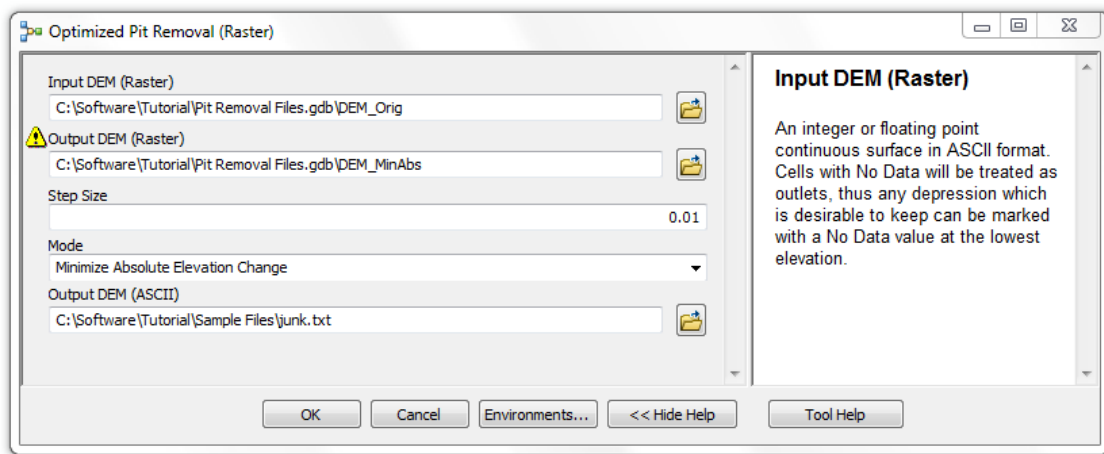 Optimized Pit Removal (Raster)
Input DEM (Raster)
C:\Software\Tutorial\Pit Removal Files.gdb\DEM_Orig
Output DEM (Raster)
C:\Software\Tutorial\Pit Removal Files.gdb\DEM_MinAbs
Step Size
0.01
Mode
Minimize Absolute Elevation Change
Output DEM (ASCII)
C:\Software\Tutorial\Sample Files\junk.txt
Input DEM (Raster)
An integer or floating point
continuous surface in ASCII format.
Cells with No Data will be treated as
outlets, thus any depression which
is desirable to keep can be marked
with a No Data value at the lowest
elevation.
OK
Cancel
Environments...
<< Hide Help
Tool Help